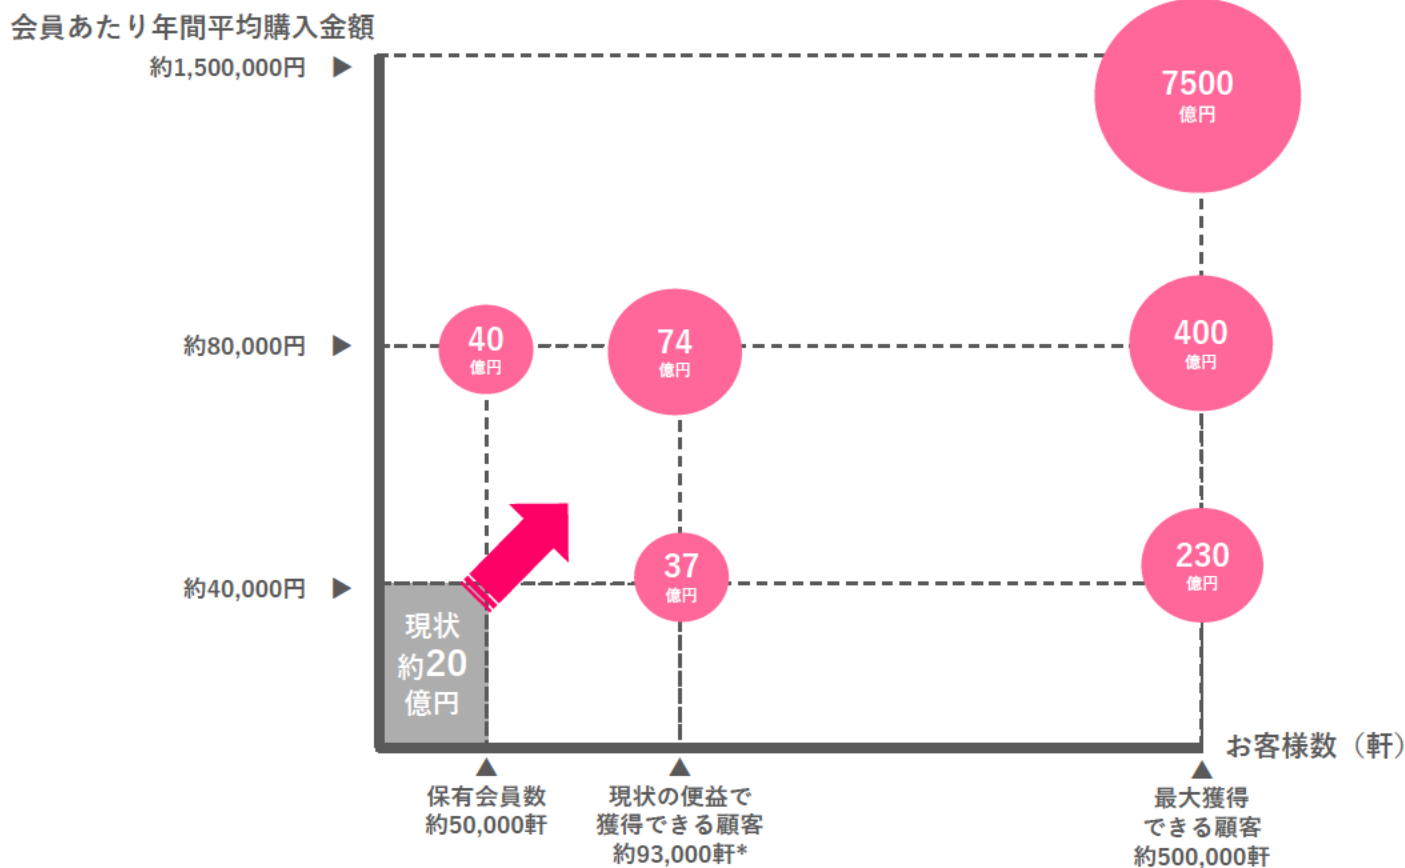 会員あたり年間平均購入金額
約1,500,000円 ▶
7500
億円
約80,000円 ▶
40
億円
74
億円
400
億円
約40,000円 ▶
37
億円
230
億円
現状
約20
億円
お客様数（軒）
▲
保有会員数
約50,000軒
▲
現状の便益で
獲得できる顧客
約93,000軒*
▲
最大獲得
できる顧客
約500,000軒